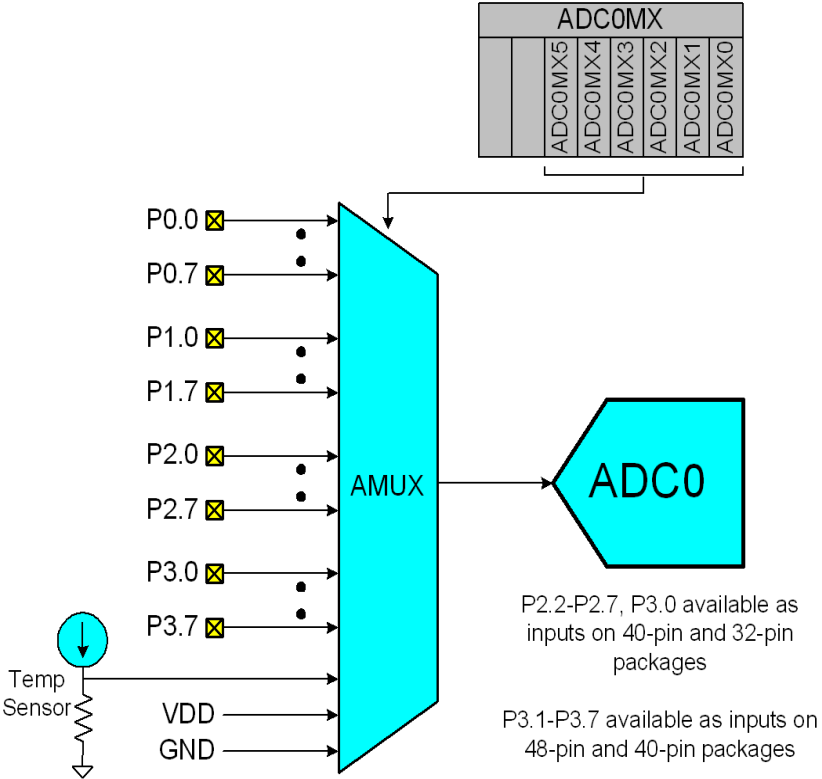 ADC0MX
ADC0MX5
ADC0MX4
ADC0MX3
ADC0MX2
ADC0MX1
ADC0MX0
P0.0
P0.7
P1.0
P1.7
P2.0
P2.7
P3.0
P3.7
AMUX
ADC0
Temp
Sensor
VDD
GND
P2.2-P2.7, P3.0 available as
inputs on 40-pin and 32-pin
packages
P3.1-P3.7 available as inputs on
48-pin and 40-pin packages